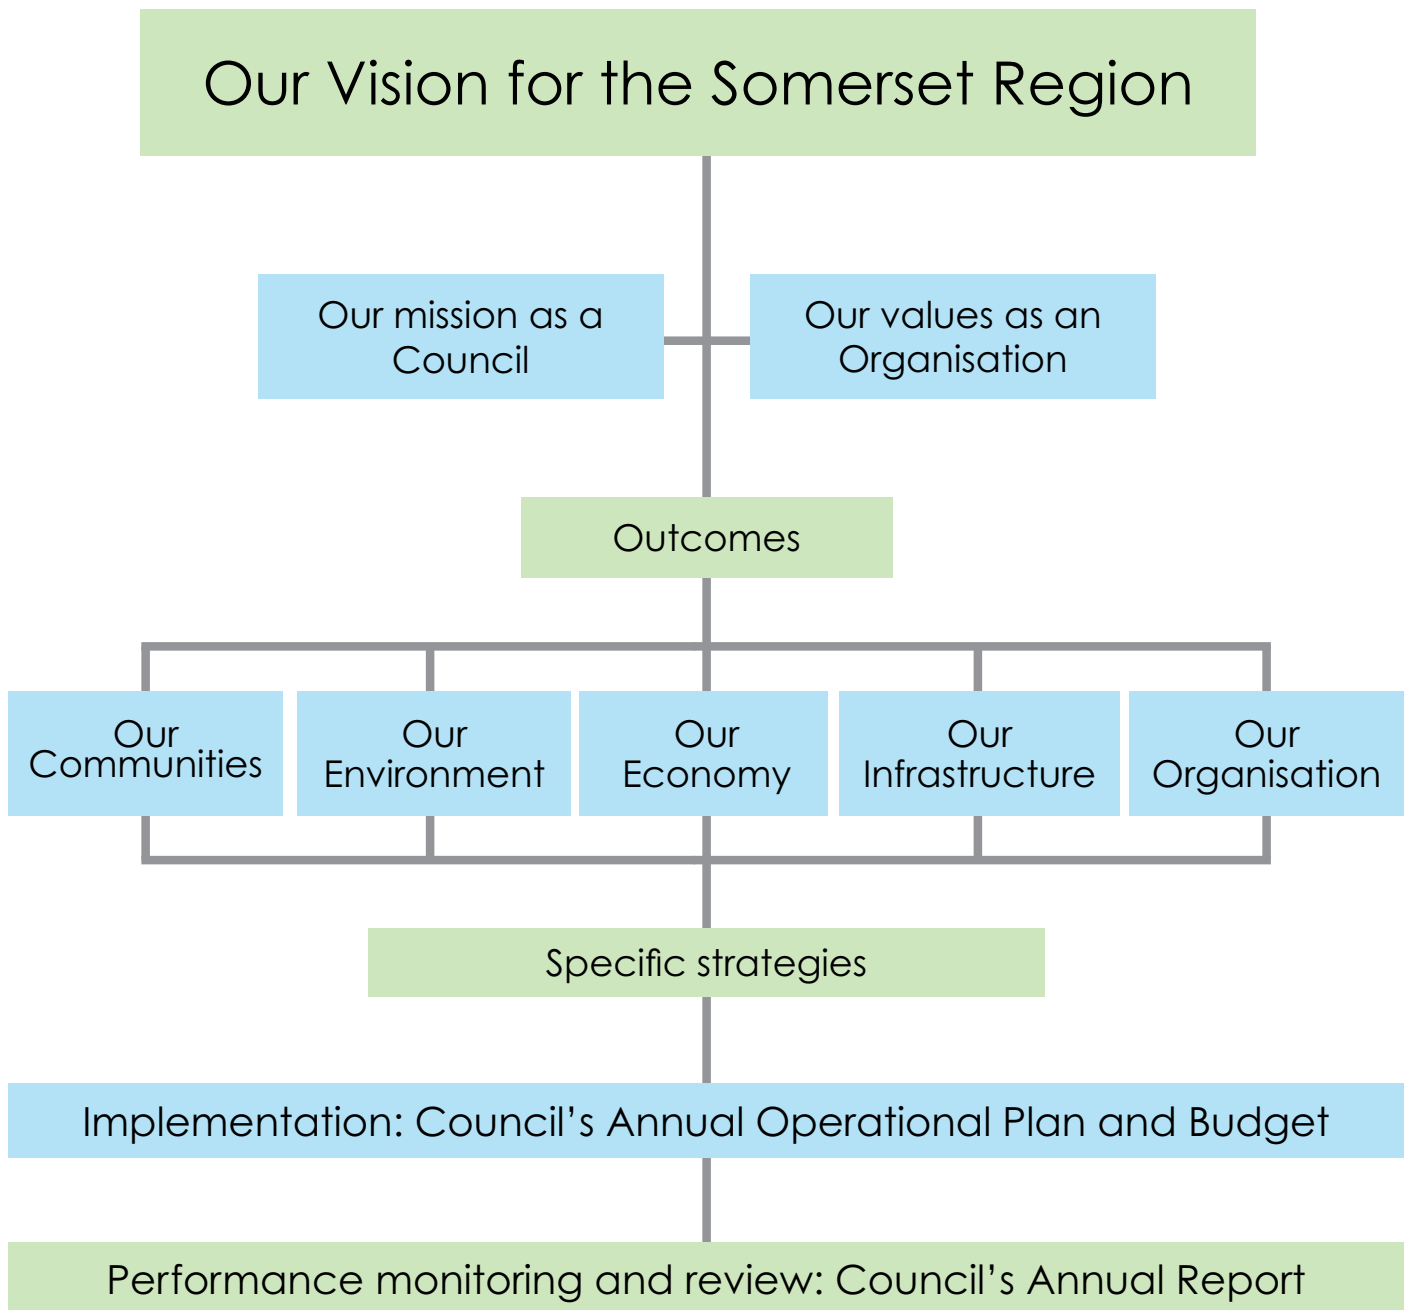 Our Vision for the Somerset Region
Our mission as a
Council
Our values as an
Organisation
Outcomes
Our
Communities
Our
Environment
Our
Economy
Our
Infrastructure
Our
Organisation
Specific strategies
Implementation: Council’s Annual Operational Plan and Budget
Performance monitoring and review: Council’s Annual Report